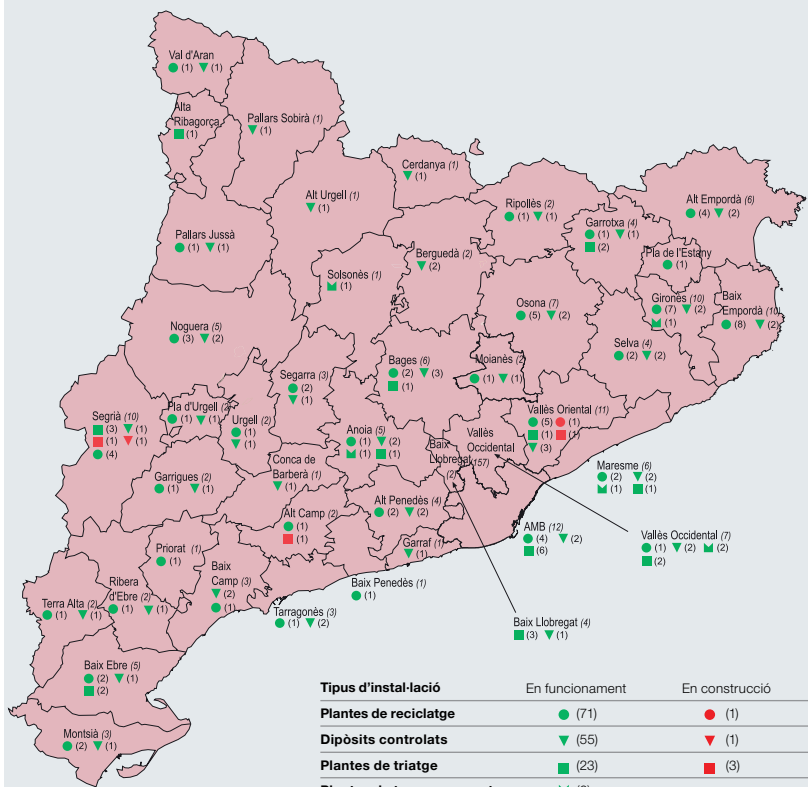 Val d'Aran
(1) (1)
Alta
Ribagorça
(1)
Pallars Sobirà (1)
(1)
Cerdanya (1)
(1)
Alt Urgell (1)
(1)
Ripollès (2)
(1) (1)
Garrotxa (4)
(1) (1)
(2)
Alt Empordà (6)
(4) (2)
Pallars Jussà
(1) (1)
Berguedà (2)
(2)
Pla de l'Estany
(1)
Solsonès (1)
(1)
Gironès (10)
(7) (2)
(1)
Baix
Empordà (10)
(8) (2)
Osona (7)
(5) (2)
Noguera (5)
(3) (2)
Selva (4)
(2) (2)
Segarra (3)
(2)
(1)
Bages (6)
(2) (3)
(1)
Moianès
(1) (1)
Segrià (10)
(3) (1)
(1) (1)
(4)
Pla d'Urgell
(1) (1)
Urgell (2)
(1)
(1)
Anoia (5)
(1) (2)
(1) (1)
Vallès Oriental (11)
(5) (1)
(1) (1)
(3)
Baix
Llobregat
(2)
Vallès
Occidental
(157)
Conca de
Barberà (1)
(1)
Garrigues (2)
(1) (1)
Maresme (6)
(2) (2)
(1) (1)
Alt Penedès (4)
(2) (2)
Alt Camp (2)
(1)
(1)
AMB (12)
(4) (2)
(6)
Vallès Occidental (7)
(1) (2) (2)
(2)
Priorat (1)
(1)
Garraf (1)
(1)
Baix
Camp (3)
(2)
(1)
Ribera
d'Ebre (2)
(1) (1)
Baix Penedès (1)
(1)
Terra Alta (2)
(1) (1)
Tarragonès (3)
(1) (2)
Baix Llobregat (4)
(3) (1)
Baix Ebre (5)
(2) (1)
(2)
Montsià (3)
(2) (1)
Tipus d'instal·lació En funcionament En construcció
Plantes de reciclatge (71) (1)
Dipòsits controlats (55) (1)
Plantes de triatge (23) (3)